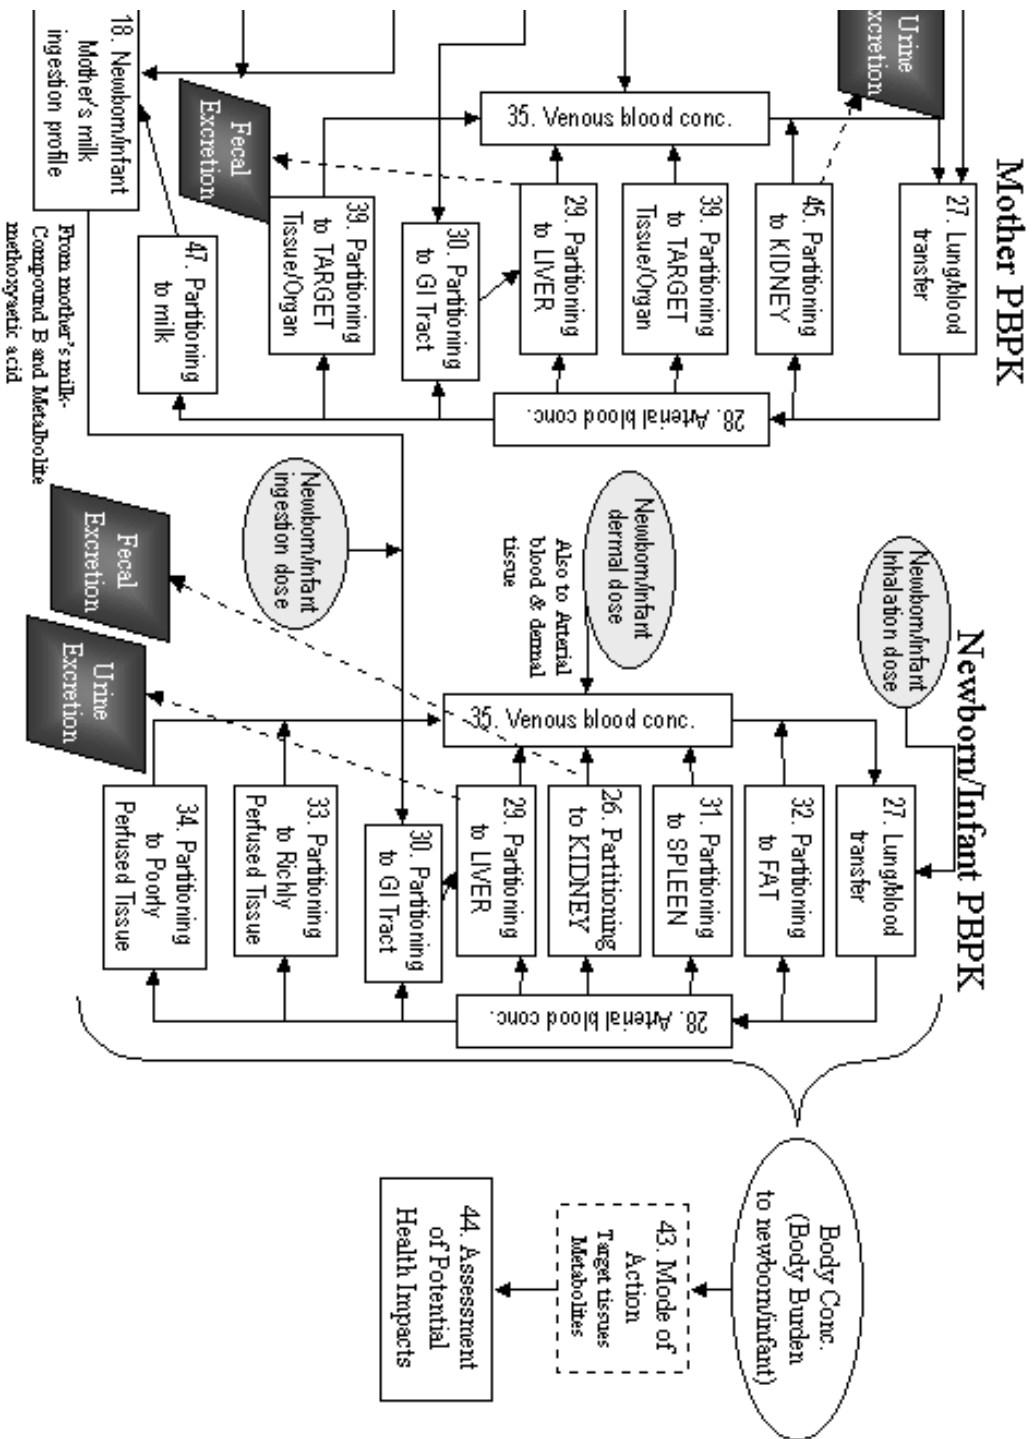 Mother PBPK
27. Lung/blood
transfer
Urine
Excretion
45. Partitioning
to KIDNEY
39. Partitioning
to TARGET
Tissue/Organ
28. Arterial blood conc.
35. Venous blood conc.
29. Partitioning
to LIVER
30. Partitioning
to GI Tract
39. Partitioning
to TARGET
Tissue/Organ
Fecal
Excretion
47. Partitioning
to milk
18. Newborn/infant
Mother's milk
ingestion profile
From mother's milk-
Compound B and Metalbolite
methoxyaetic acid
Newborn/Infant PBPK
Newborn/infant
Inhalation dose
27. Lung/blood
transfer
32. Partitioning
to FAT
31. Partitioning
to SPLEEN
26. Partitioning
to KIDNEY
28. Arterial blood conc.
Newborn/infant
dermal dose
Also to Arterial
blood & dermal
tissue
35. Venous blood conc.
29. Partitioning
to LIVER
30. Partitioning
to GI Tract
33. Partitioning
to Richly
Perfused Tissue
34. Partitioning
to Poorly
Perfused Tissue
Newborn/infant
ingestion dose
Fecal
Excretion
Urine
Excretion
Body Conc.
(Body Burden
to newborn/infant)
43. Mode of
Action
Target tissues
Metabolites
44. Assessment
of Potential
Health Impacts